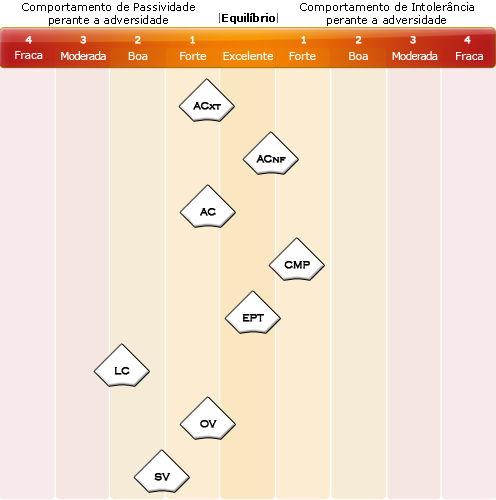 Comportamento de Passividade
perante a adversidade
|Equilíbrio|
Comportamento de Intolerância
perante a adversidade
4 3 2 1 1 2 3 4
Fraca Moderada Boa Forte Excelente Forte Boa Moderada Fraca
ACXT
ACNF
AC
CMP
EPT
LC
OV
SV